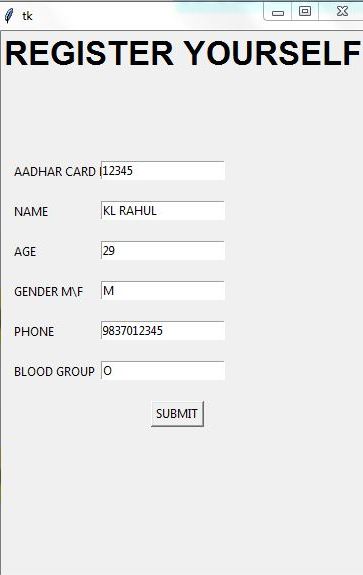 tk
REGISTER YOURSELF
AADHAR CARD 12345
NAME KL RAHUL
AGE 29
GENDER M\F M
PHONE 9837012345
BLOOD GROUP O
SUBMIT